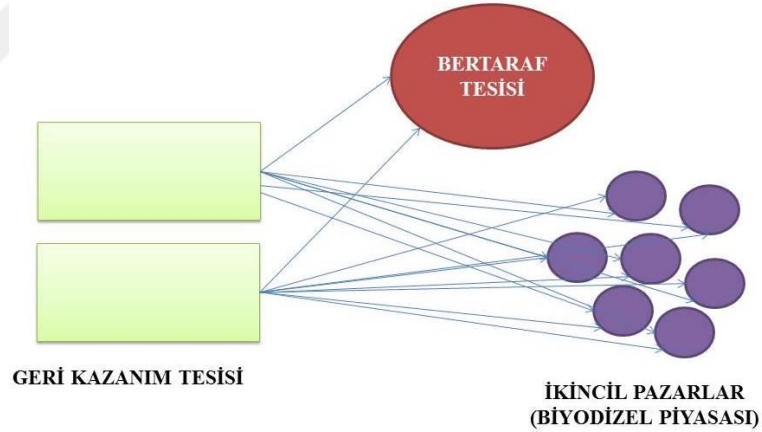 BERTARAF
TESİSİ
GERİ KAZANIM TESİSİ
İKİNCİL PAZARLAR
(BİYODİZEL PİYASASI)